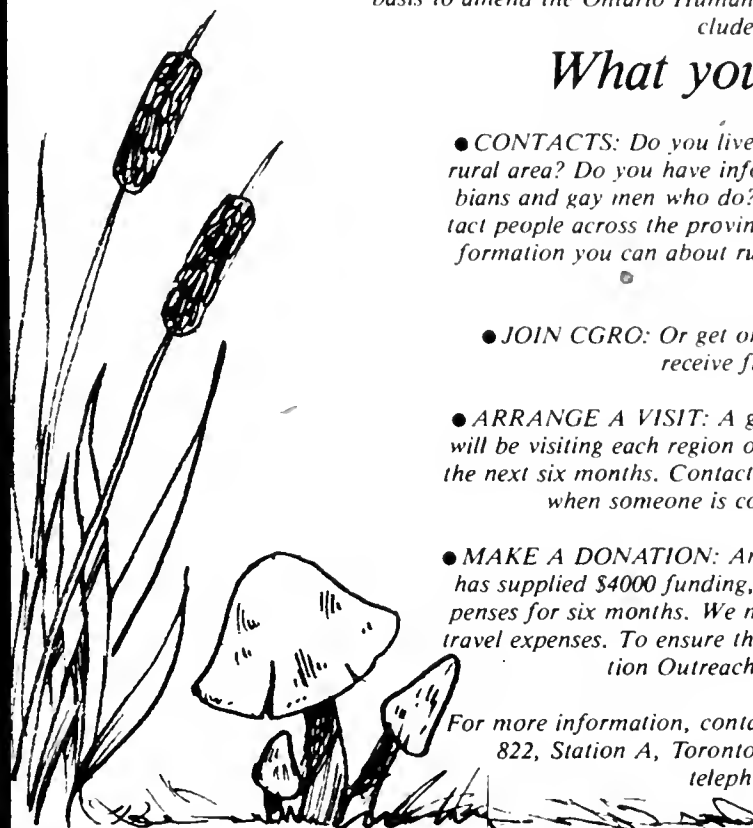 basis to amend the Ontario Human
clude
What you
● CONTACTS: Do you live
rural area? Do you have info
bians and gay men who do?
tact people across the provin
formation you can about ru
● JOIN CGRO: Or get o
receive f
● ARRANGE A VISIT: A g
will be visiting each region o
the next six months. Contact
when someone is co
● MAKE A DONATION: A
has supplied $4000 funding,
penses for six months. We n
travel expenses. To ensure th
tion Outreach
For more information, conta
822, Station A, Toronto
teleph